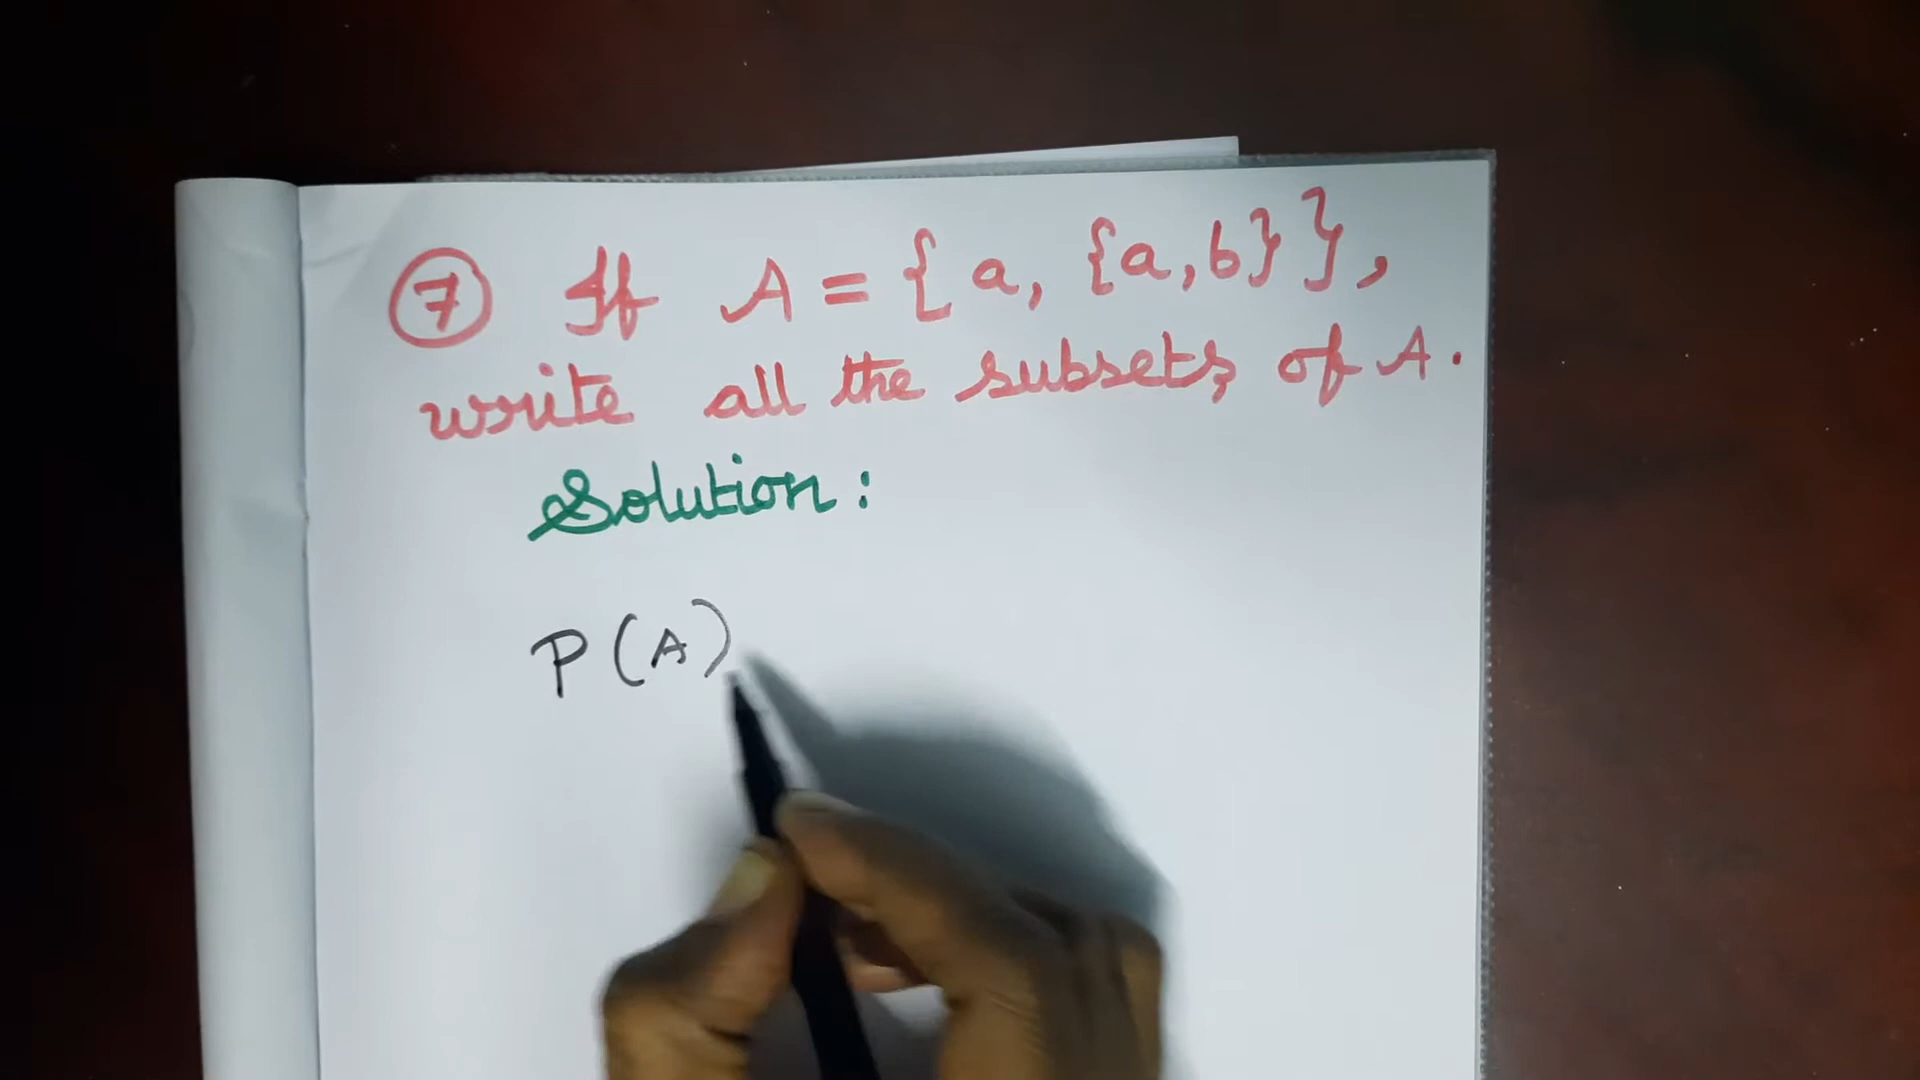 7 If A = { a, {a,b} },
write all the subsets of A.
Solution:
P(A)